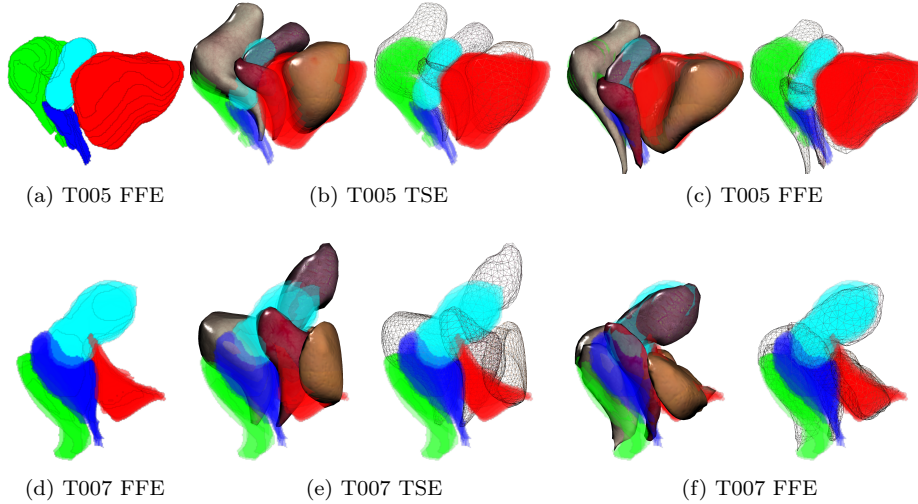 (a) T005 FFE
(b) T005 TSE
(c) T005 FFE
(d) T007 FFE
(e) T007 TSE
(f) T007 FFE